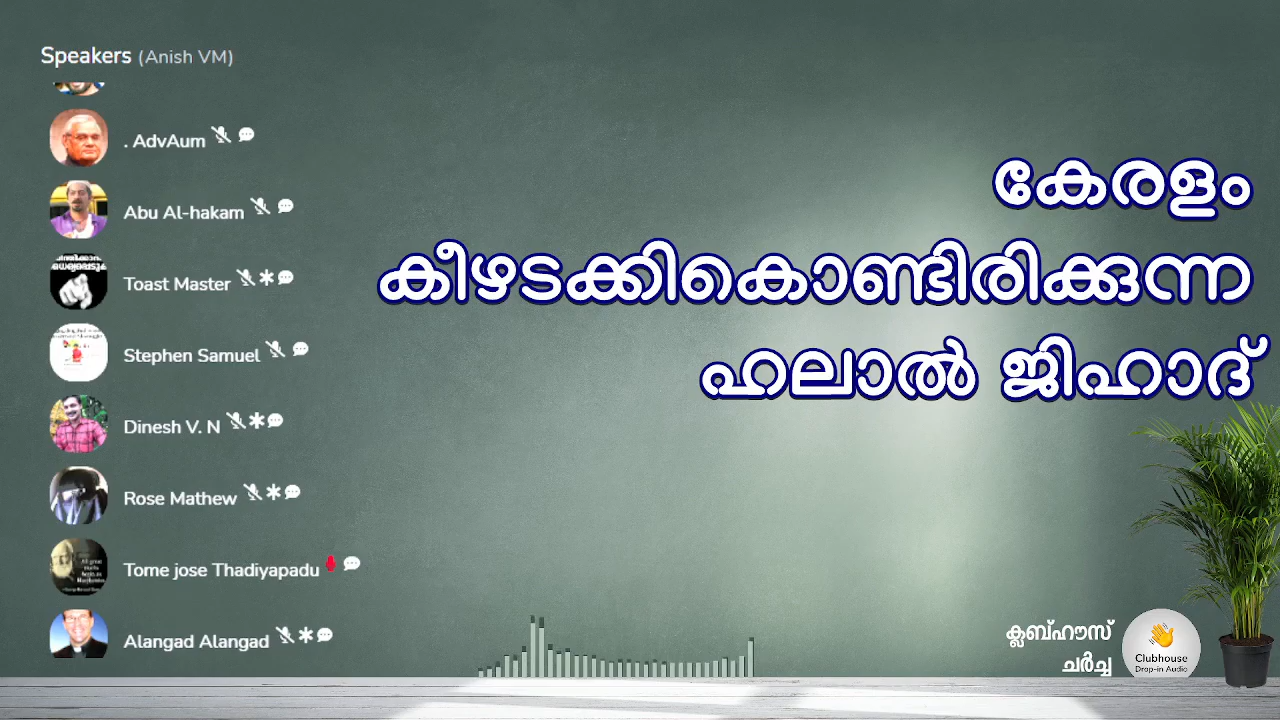 Speakers (Anish VM)
. AdvAum
Abu Al-hakam
Toast Master
Stephen Samuel
Dinesh V. N
Rose Mathew
Tome jose Thadiyapadu
Alangad Alangad
കേരളം
കീഴടക്കികൊണ്ടിരിക്കുന്ന
ഹലാൽ ജിഹാദ്
ക്ലബ്ഹൗസ്
ചർച്ച
Clubhouse
Drop-in Audio